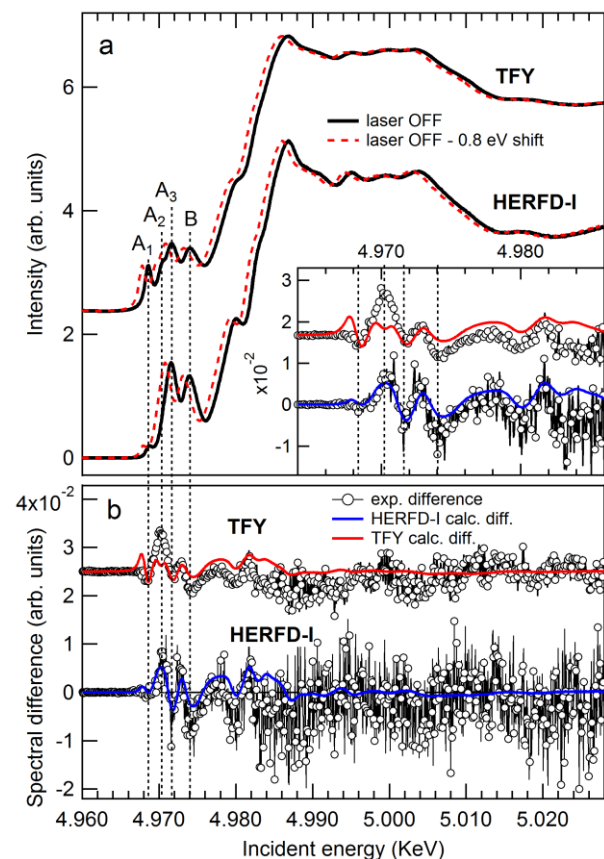 a
6
4
2
0
Intensity (arb. units)
TFY
laser OFF
laser OFF - 0.8 eV shift
HERFD-I
A1
A2
A3
B
4.970
4.980
3
2
1
0
-1
x10-2
b
4x10-2
3
2
1
0
-1
-2
Spectral difference (arb. units)
exp. difference
HERFD-I calc. diff.
TFY calc. diff.
TFY
HERFD-I
4.960
4.970
4.980
4.990
5.000
5.010
5.020
Incident energy (KeV)